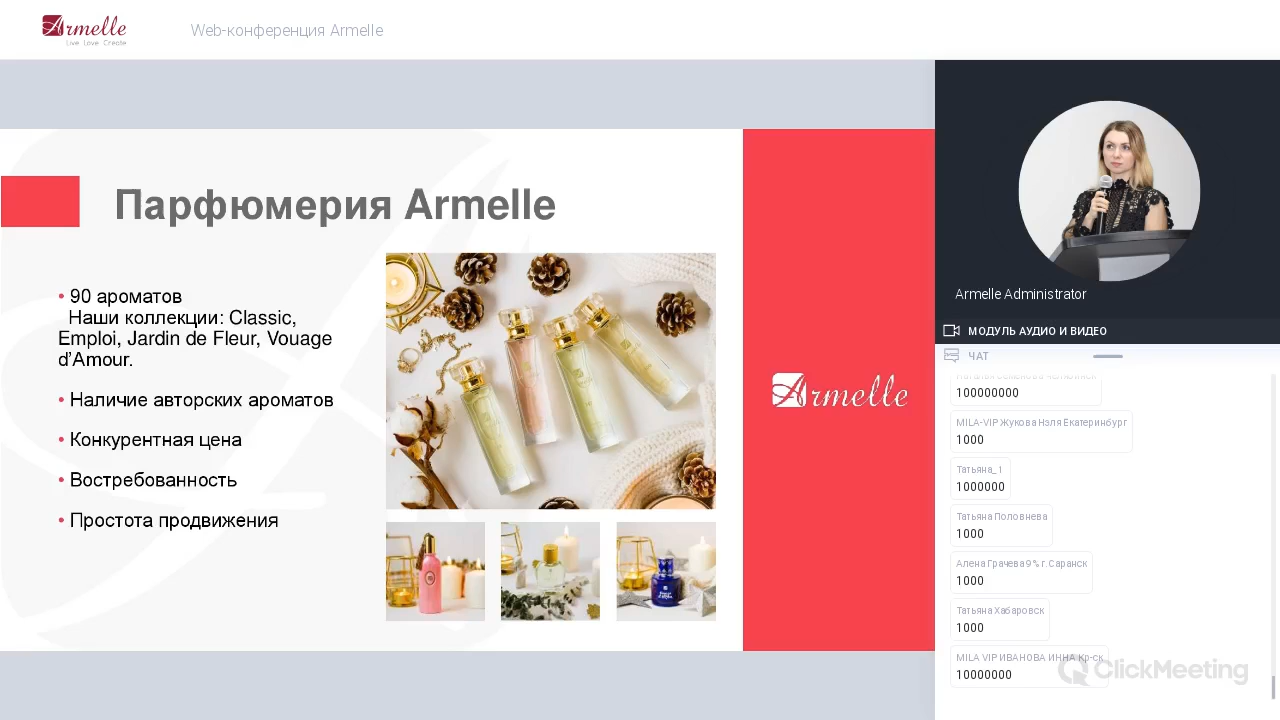 Armelle
Live Love Create
Web-конференция Armelle
Парфюмерия Armelle
• 90 ароматов
Наши коллекции: Classic,
Emploi, Jardin de Fleur, Vouage
d’Amour.
• Наличие авторских ароматов
• Конкурентная цена
• Востребованность
• Простота продвижения
Armelle
Armelle Administrator
МОДУЛЬ АУДИО И ВИДЕО
ЧАТ
100000000
MILA-VIP Жукова Нэля Екатеринбург
1000
Татьяна_1
1000000
Татьяна Половнева
1000
Алена Грачева 9% г. Саранск
1000
Татьяна Хабаровск
1000
MILA VIP ИВАНОВА ИННА Кр-ск
10000000
ClickMeeting